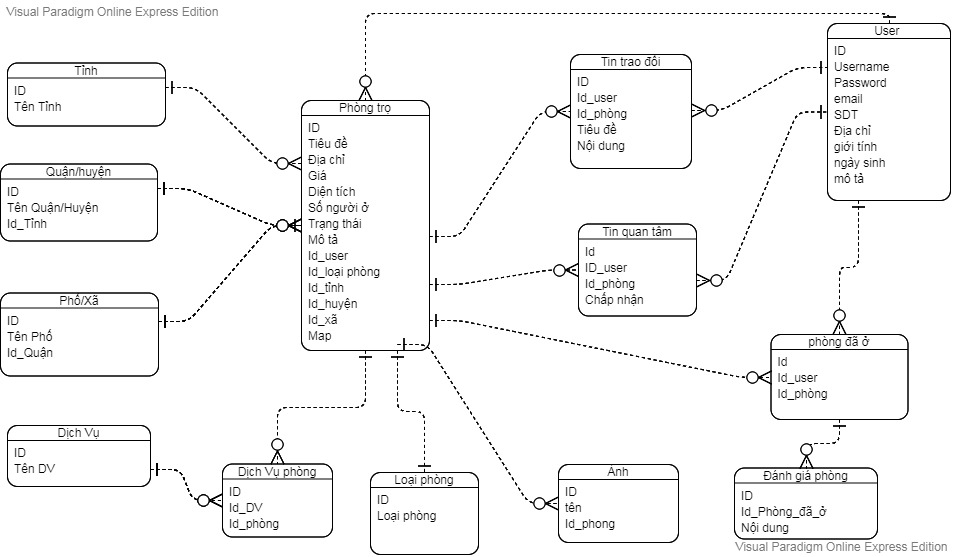 Visual Paradigm Online Express Edition
Tỉnh
ID
Tên Tỉnh
Quận/huyện
ID
Tên Quận/Huyện
Id_Tỉnh
Phố/Xã
ID
Tên Phố
Id_Quận
Dịch Vụ
ID
Tên DV
Phòng trọ
ID
Tiêu đề
Địa chỉ
Giá
Diện tích
Số người ở
Trạng thái
Mô tả
Id_user
Id_loại phòng
Id_tỉnh
Id_huyện
Id_xã
Map
Dịch Vụ phòng
ID
Id_DV
Id_phòng
Loại phòng
ID
Loại phòng
Tin trao đổi
ID
Id_user
Id_phòng
Tiêu đề
Nội dung
Tin quan tâm
Id
ID_user
Id_phòng
Chấp nhận
Ảnh
ID
tên
Id_phong
User
ID
Username
Password
email
SDT
Địa chỉ
giới tính
ngày sinh
mô tả
phòng đã ở
Id
Id_user
Id_phòng
Đánh giá phòng
ID
Id_Phòng_đã_ở
Nội dung
Visual Paradigm Online Express Edition